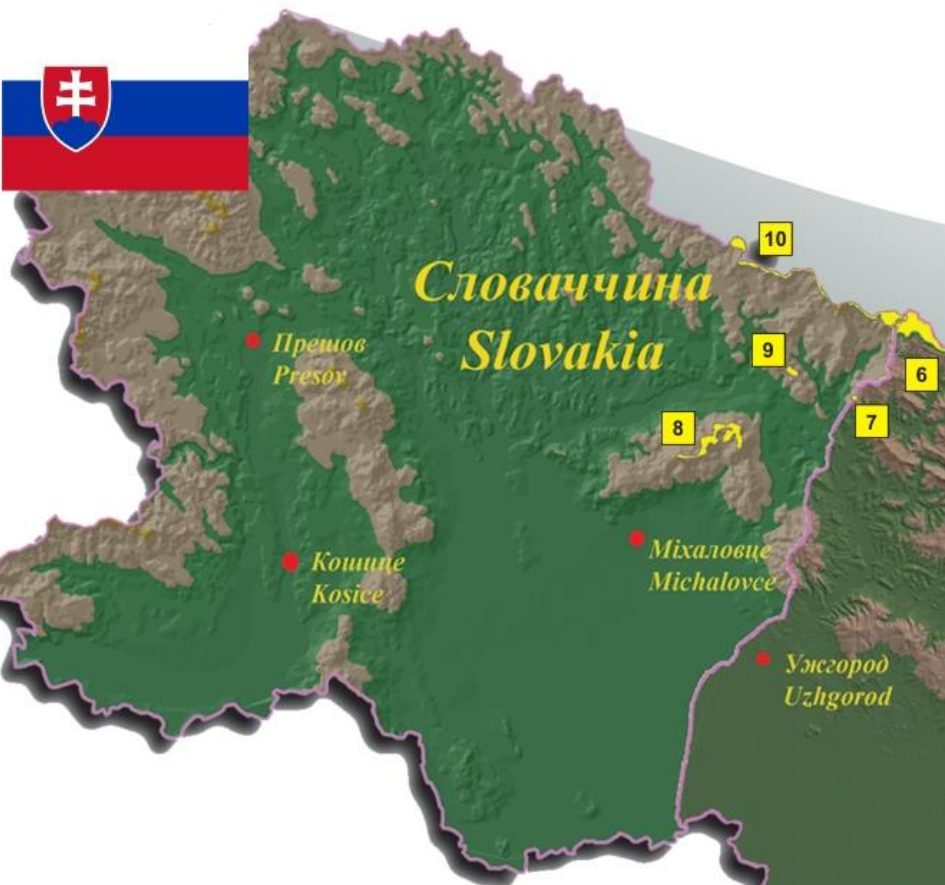 10
Словаччина
Slovakia
Прешов
Presov
9
6
7
8
Міхаловце
Michalovce
Кошице
Kosice
Ужгород
Uzhgorod